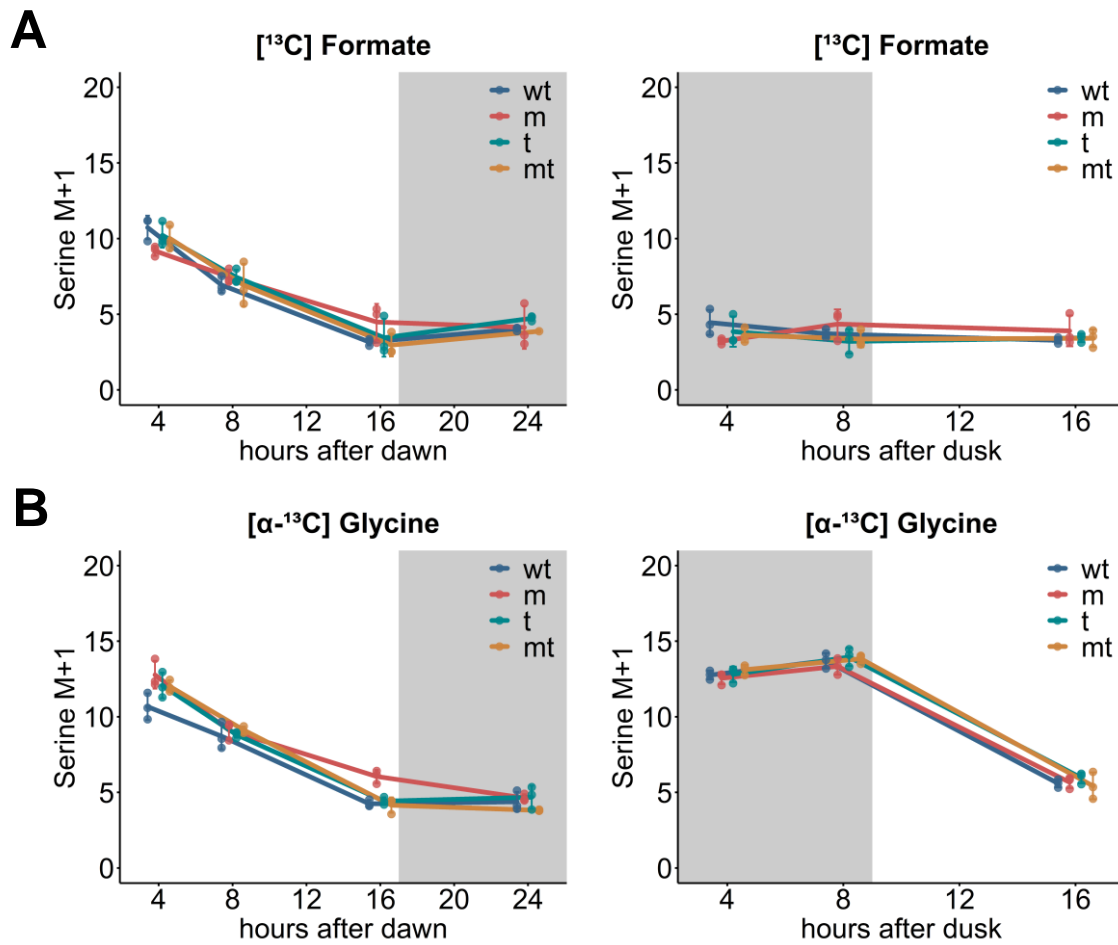 A
[¹³C] Formate
Serine M+1
20
15
10
5
0
4 8 12 16 20 24
hours after dawn
wt
m
t
mt
[¹³C] Formate
Serine M+1
20
15
10
5
0
4 8 12 16
hours after dusk
wt
m
t
mt
B
[α-¹³C] Glycine
Serine M+1
20
15
10
5
0
4 8 12 16 20 24
hours after dawn
wt
m
t
mt
[α-¹³C] Glycine
Serine M+1
20
15
10
5
0
4 8 12 16
hours after dusk
wt
m
t
mt